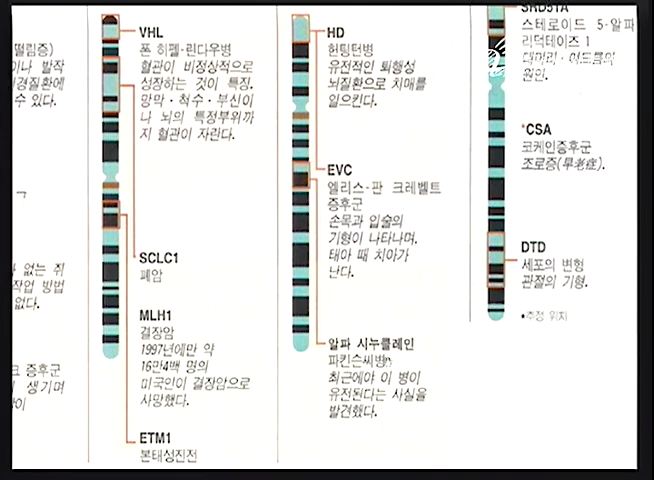 떨림증)
이나 발작
경질환에
수 있다.
ㄱ
없는 쥐
작업 방법
없다.
증후군
생기며
VHL
폰 히펠-린다우병
혈관이 비정상적으로
성장하는 것이 특징.
망막·척수·부신이
나 뇌의 특정부위까
지 혈관이 자란다.
SCLC1
폐암
MLH1
결장암
1997년에만 약
16만4백 명의
미국인이 결장암으로
사망했다.
ETM1
본태성진전
HD
헌팅턴병
유전적인 퇴행성
뇌질환으로 치매를
일으킨다.
EVC
엘리스-판 크레벨트
증후군
손목과 입술의
기형이 나타나며,
태아 때 치아가
난다.
알파 시누클레인
파킨슨씨병
최근에야 이 병이
유전된다는 사실을
발견했다.
SRD51A
스테로이드 5-알파
리덕테이즈 1
대머리·여드름의
원인.
*CSA
코케인증후군
조로증(早老症).
DTD
세포의 변형
관절의 기형.
*추정 위치